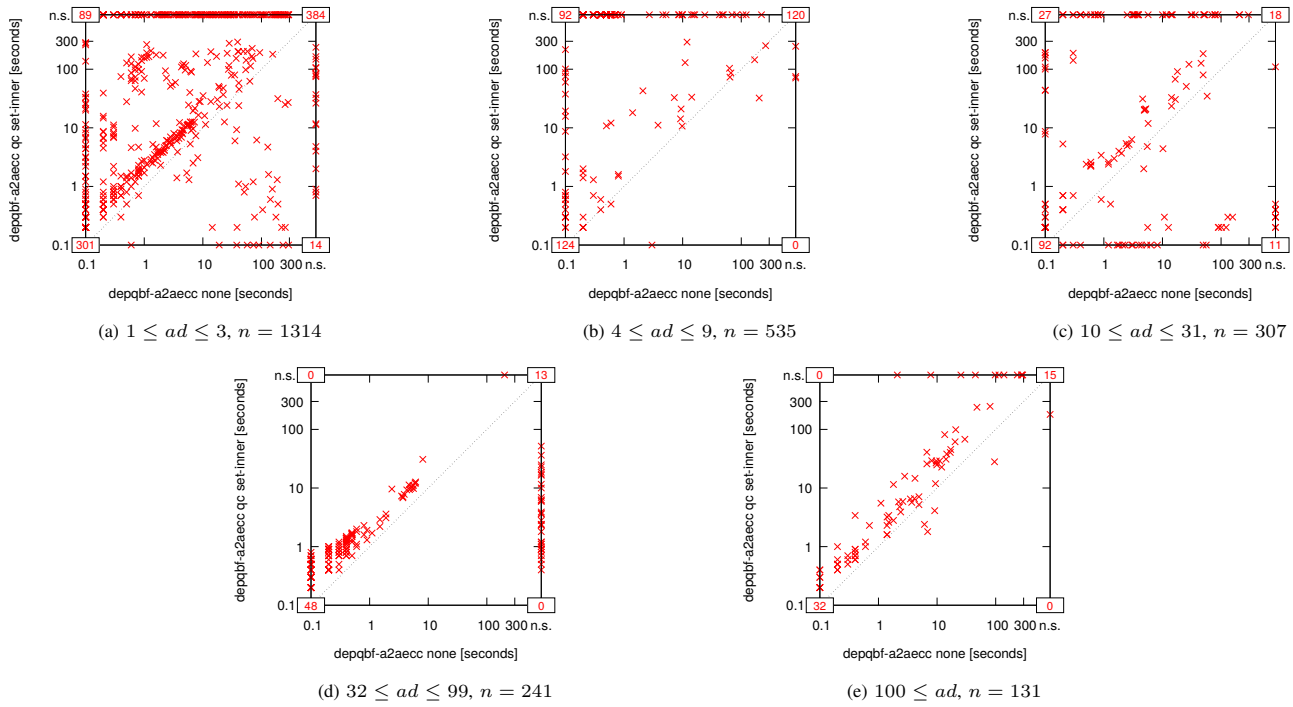 89
384
n.s.
300
100
10
1
0.1
301
14
0.1
1
10
100
300
n.s.
depqbf-a2aecc qc set-inner [seconds]
depqbf-a2aecc none [seconds]
(a) 1 ≤ ad ≤ 3, n = 1314
92
120
n.s.
300
100
10
1
0.1
124
0
0.1
1
10
100
300
n.s.
depqbf-a2aecc qc set-inner [seconds]
depqbf-a2aecc none [seconds]
(b) 4 ≤ ad ≤ 9, n = 535
27
18
n.s.
300
100
10
1
0.1
92
11
0.1
1
10
100
300
n.s.
depqbf-a2aecc qc set-inner [seconds]
depqbf-a2aecc none [seconds]
(c) 10 ≤ ad ≤ 31, n = 307
0
13
n.s.
300
100
10
1
0.1
48
0
0.1
1
10
100
300
n.s.
depqbf-a2aecc qc set-inner [seconds]
depqbf-a2aecc none [seconds]
(d) 32 ≤ ad ≤ 99, n = 241
0
15
n.s.
300
100
10
1
0.1
32
0
0.1
1
10
100
300
n.s.
depqbf-a2aecc qc set-inner [seconds]
depqbf-a2aecc none [seconds]
(e) 100 ≤ ad, n = 131